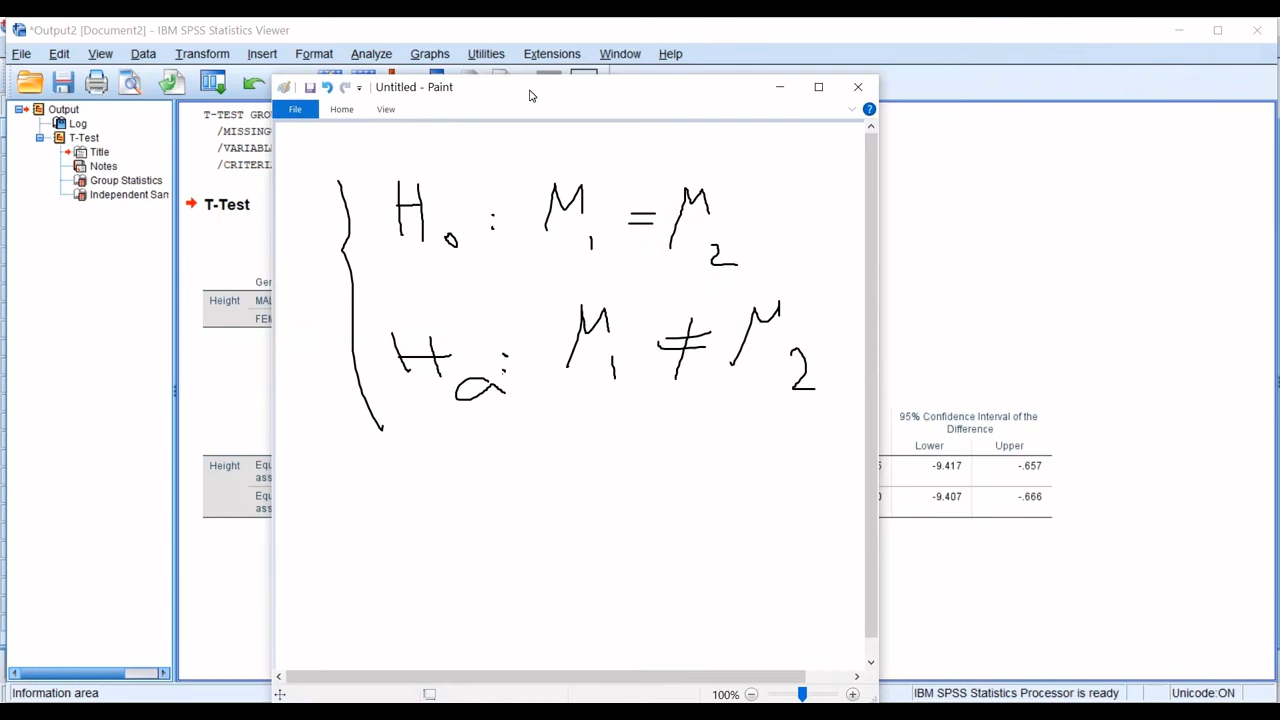 *Output2 [Document2] - IBM SPSS Statistics Viewer
File Edit View Data Transform Insert Format Analyze Graphs Utilities Extensions Window Help
Untitled - Paint
File Home View
Output
Log
T-Test
Title
Notes
Group Statistics
Independent Sam
T-TEST
/MISSING
/CRITERI
T-Test
Height
Height
H₀ : μ₁ = μ₂
Hₐ : μ₁ ≠ μ₂
95% Confidence Interval of the
Difference
Lower Upper
-9.417 -.657
-9.407 -.666
100%
Information area
IBM SPSS Statistics Processor is ready Unicode:ON